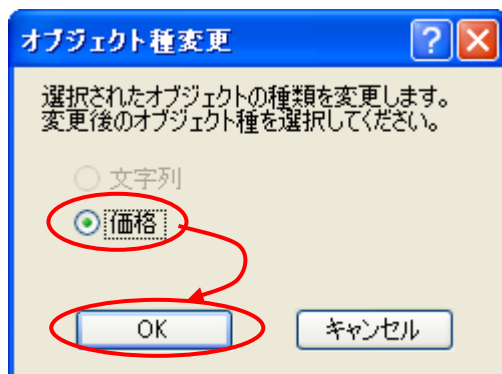 オブジェクト種変更
選択されたオブジェクトの種類を変更します。
変更後のオブジェクト種を選択してください。
文字列
価格
OK
キャンセル